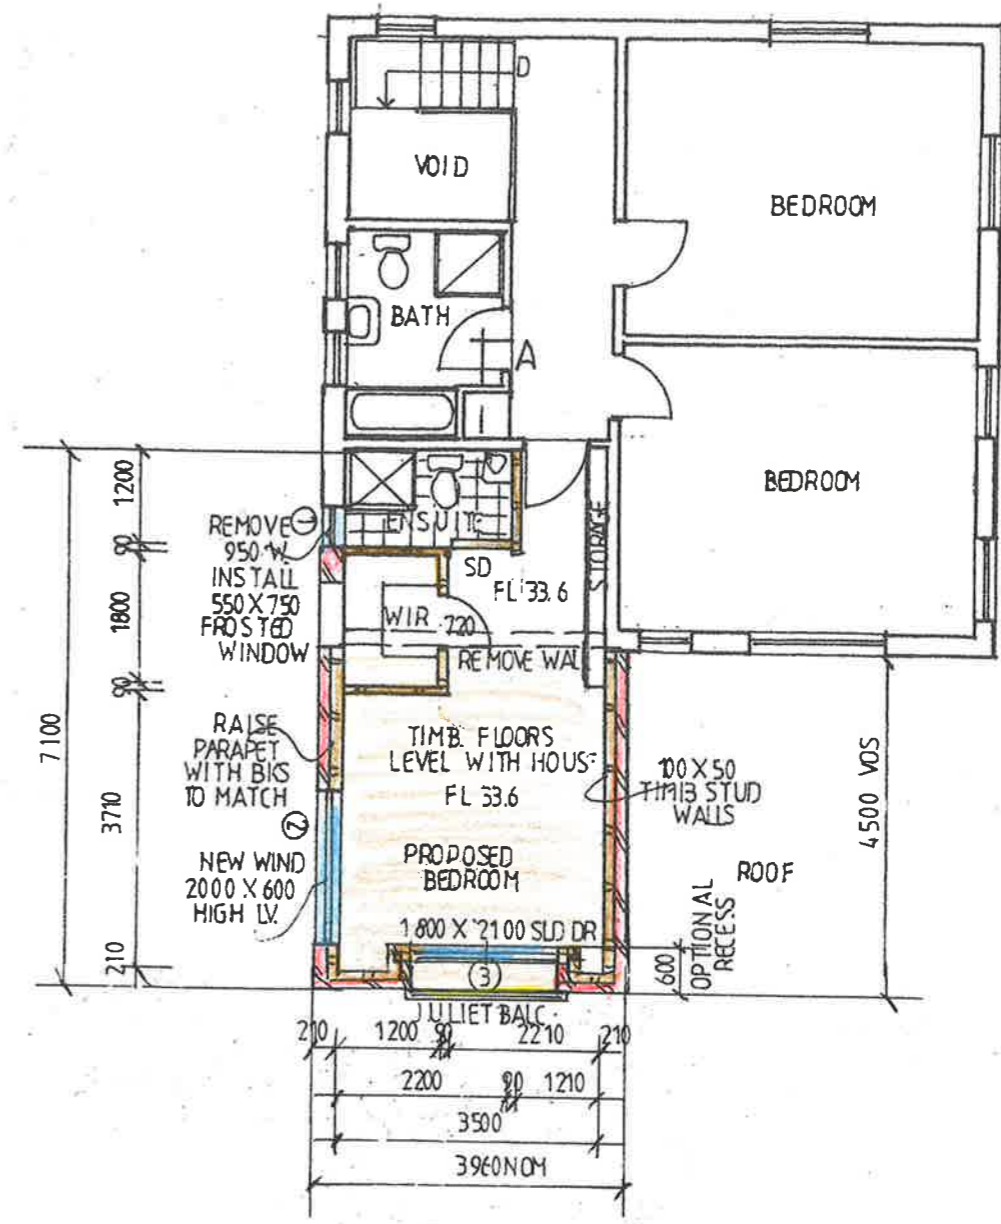 D
VOID
BEDROOM
BATH
A
BEDROOM
1200
REMOVE 1
950 W.
INSTALL
550 X 750
FROSTED
WINDOW
ENSUITE
STORAGE
90
SD
FL 33.6
1800
WIR 720
REMOVE WAL
90
7100
RAISE
PARAPET
WITH BKS
TO MATCH
TIMB. FLOORS
LEVEL WITH HOUS
FL 33.6
100 X 50
TIMB STUD
WALLS
4500 VOS
3710
2
NEW WIND
2000 X 600
HIGH LV.
PROPOSED
BEDROOM
ROOF
1800 X 2100 SLD DR
OPTIONAL
RECESS
600
210
3
JULIET BALC.
210 1200 90 2210 210
2200 90 1210
3500
3960 NOM